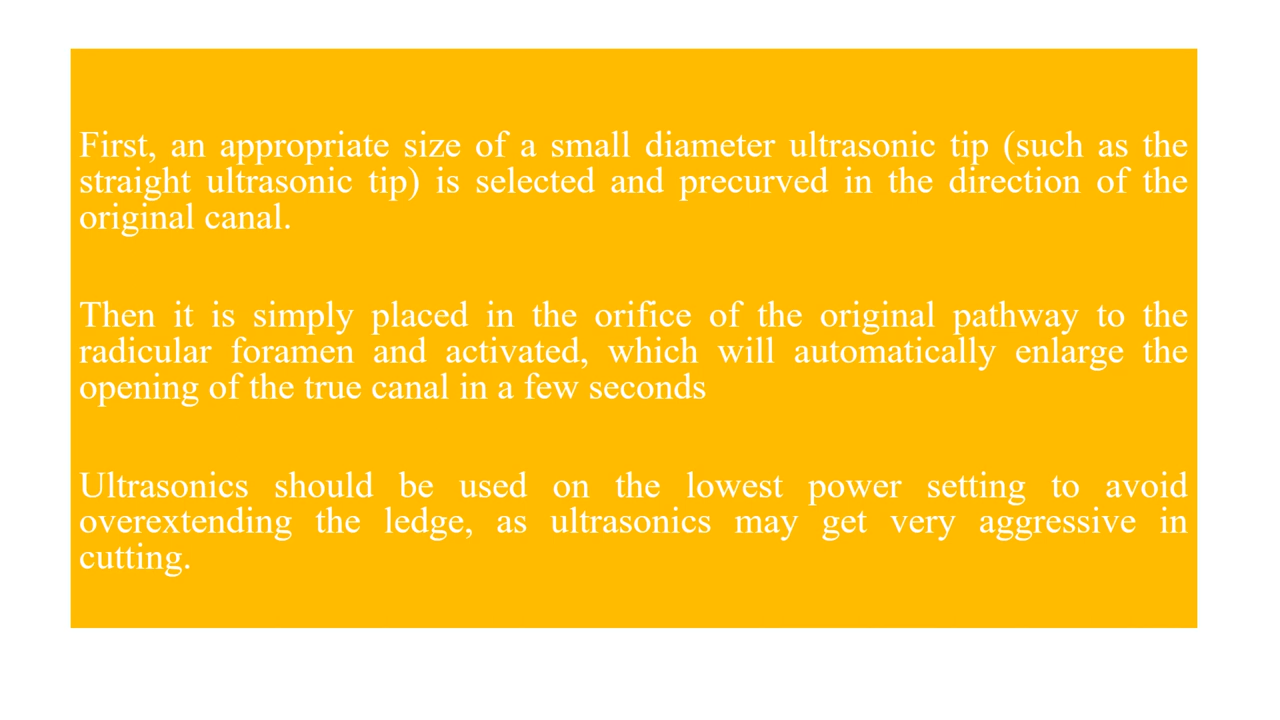 First, an appropriate size of a small diameter ultrasonic tip (such as the
straight ultrasonic tip) is selected and precurved in the direction of the
original canal.
Then it is simply placed in the orifice of the original pathway to the
radicular foramen and activated, which will automatically enlarge the
opening of the true canal in a few seconds
Ultrasonics should be used on the lowest power setting to avoid
overextending the ledge, as ultrasonics may get very aggressive in
cutting.